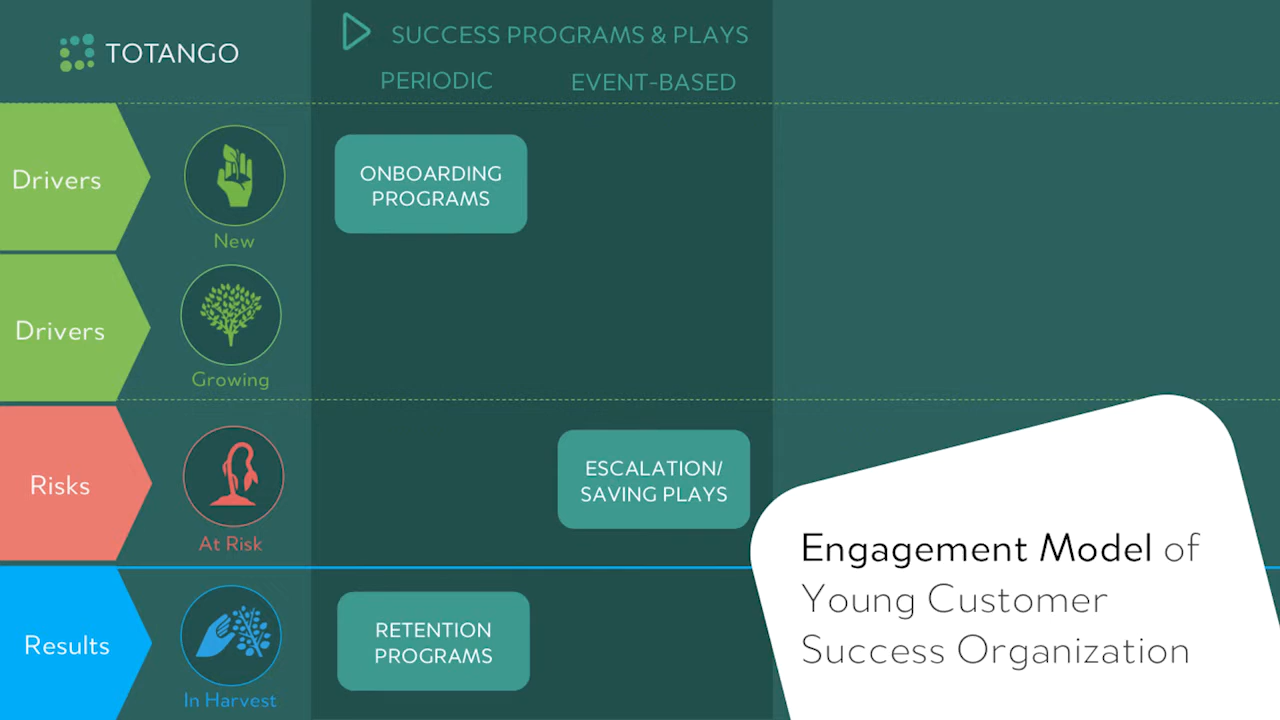 TOTANGO
SUCCESS PROGRAMS & PLAYS
PERIODIC
EVENT-BASED
Drivers
New
ONBOARDING
PROGRAMS
Drivers
Growing
Risks
At Risk
ESCALATION/
SAVING PLAYS
Results
In Harvest
RETENTION
PROGRAMS
Engagement Model of
Young Customer
Success Organization